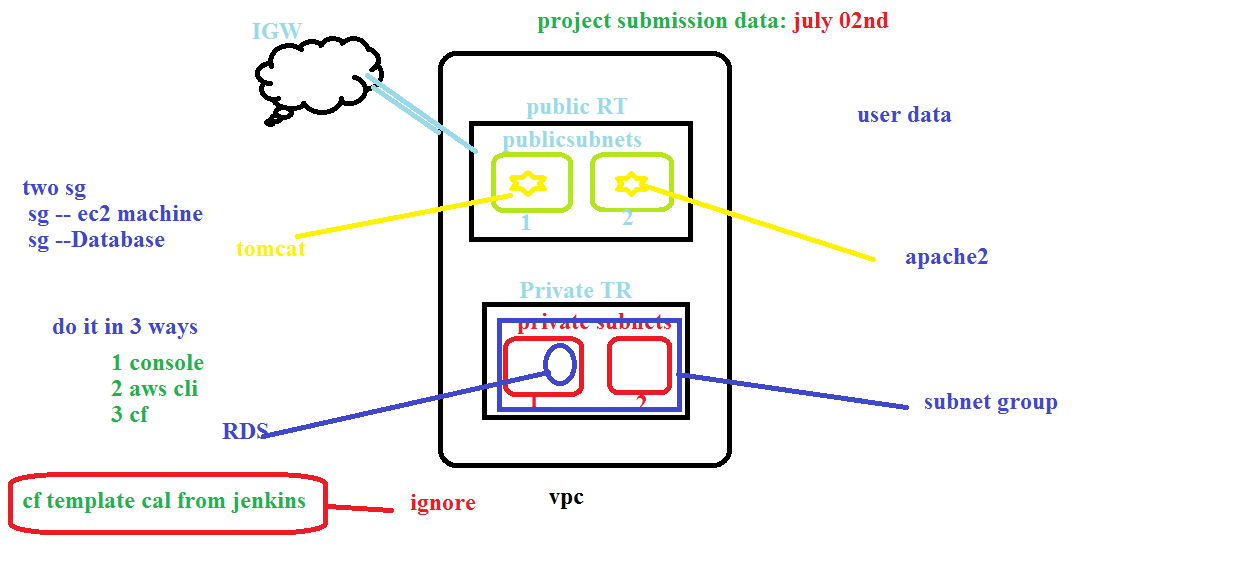 project submission data: july 02nd
IGW
public RT
user data
publicsubnets
two sg
sg -- ec2 machine
sg --Database
1
2
tomcat
apache2
Private TR
private subnets
do it in 3 ways
1 console
2 aws cli
3 cf
1
2
subnet group
RDS
cf template cal from jenkins
ignore
vpc